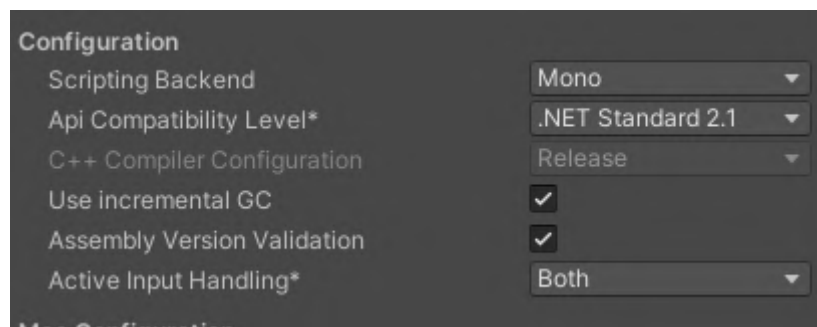 Configuration
Scripting Backend Mono
Api Compatibility Level* .NET Standard 2.1
C++ Compiler Configuration Release
Use incremental GC
Assembly Version Validation
Active Input Handling* Both